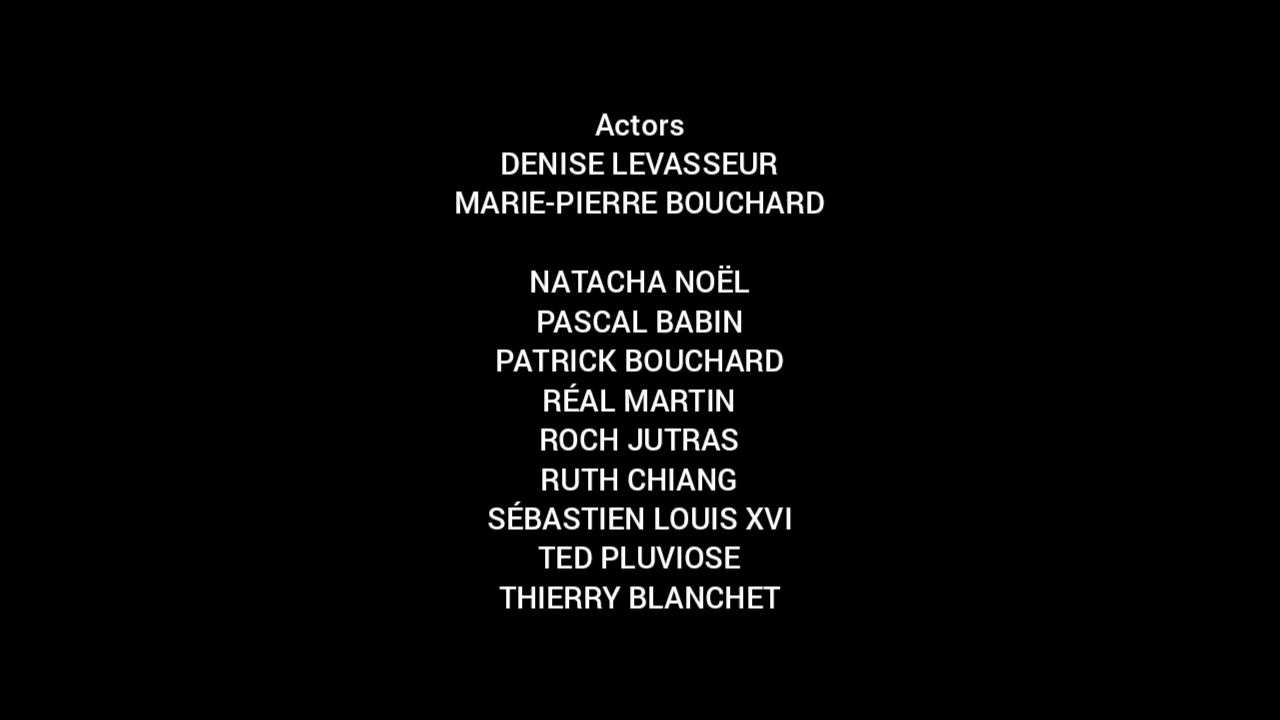 Actors
DENISE LEVASSEUR
MARIE-PIERRE BOUCHARD
NATACHA NOËL
PASCAL BABIN
PATRICK BOUCHARD
RÉAL MARTIN
ROCH JUTRAS
RUTH CHIANG
SÉBASTIEN LOUIS XVI
TED PLUVIOSE
THIERRY BLANCHET